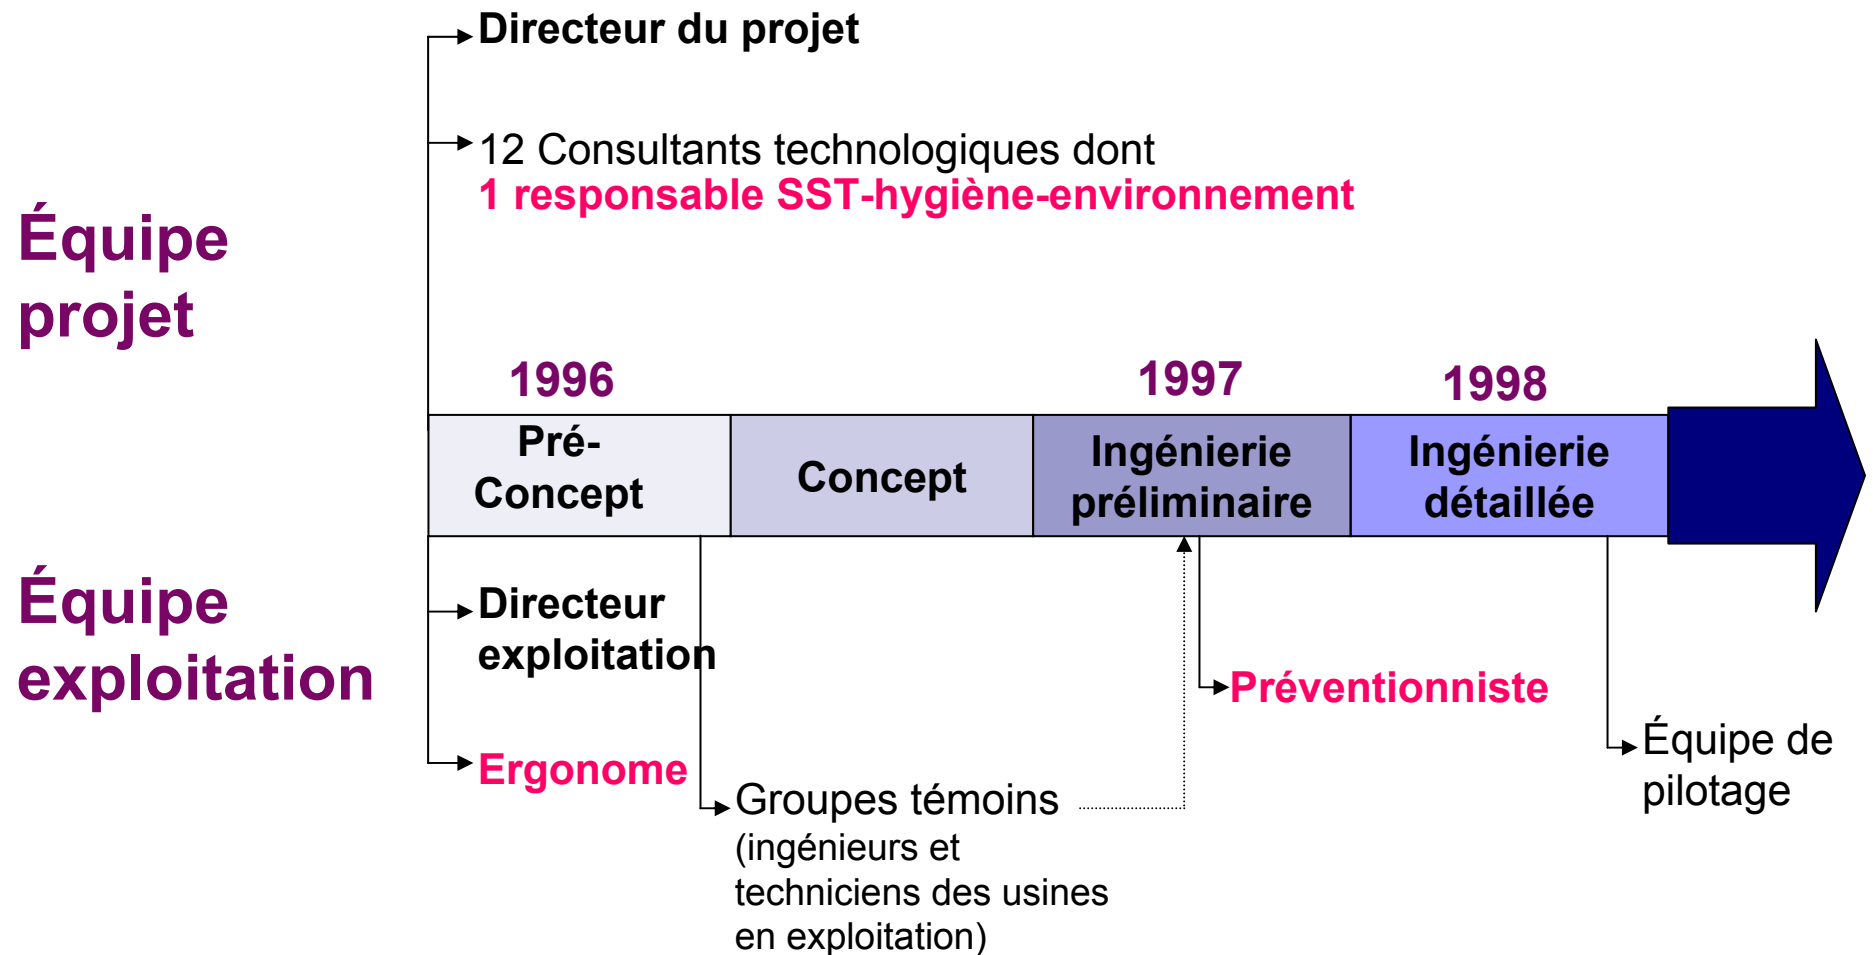 Directeur du projet
12 Consultants technologiques dont
1 responsable SST-hygiène-environnement
Équipe
projet
1996
1997
1998
Pré-
Concept
Concept
Ingénierie
préliminaire
Ingénierie
détaillée
Équipe
exploitation
Directeur
exploitation
Ergonome
Groupes témoins
(ingénieurs et
techniciens des usines
en exploitation)
Préventionniste
Équipe de
pilotage